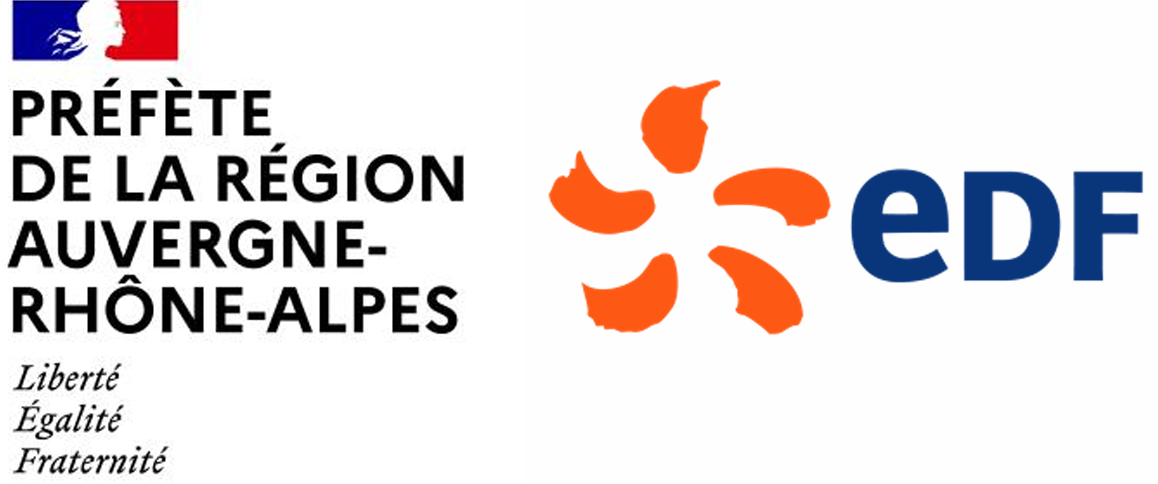 PRÉFÈTE
DE LA RÉGION
AUVERGNE-
RHÔNE-ALPES
Liberté
Égalité
Fraternité
eDF